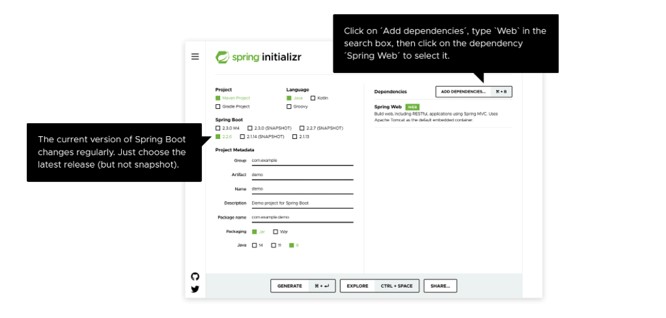 Click on `Add dependencies`, type `Web` in the
search box, then click on the dependency
`Spring Web` to select it.
spring initializr
Project
Language
Maven Project
Java
Kotlin
Gradle Project
Groovy
Spring Boot
2.3.0 M4
2.3.0 (SNAPSHOT)
2.2.7 (SNAPSHOT)
2.2.6
2.1.14 (SNAPSHOT)
2.1.13
The current version of Spring Boot
changes regularly. Just choose the
latest release (but not snapshot).
Project Metadata
Group com.example
Artifact demo
Name demo
Description Demo project for Spring Boot
Package name com.example.demo
Packaging Jar War
Java 14 11 8
Dependencies
ADD DEPENDENCIES... ⌘ + B
Spring Web WEB
Build web, including RESTful, applications using Spring MVC. Uses
Apache Tomcat as the default embedded container.
GENERATE ⌘ + ↵
EXPLORE CTRL + SPACE
SHARE...